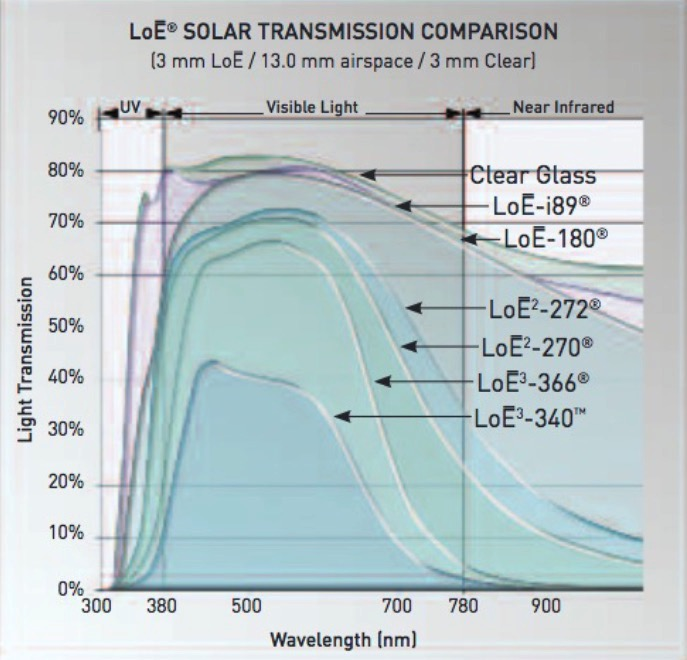 LoĒ® SOLAR TRANSMISSION COMPARISON
(3 mm LoĒ / 13.0 mm airspace / 3 mm Clear)
UV
Visible Light
Near Infrared
90%
80%
70%
60%
50%
40%
30%
20%
10%
0%
Light Transmission
Clear Glass
LoĒ-i89®
LoĒ-180®
LoĒ²-272®
LoĒ²-270®
LoĒ³-366®
LoĒ³-340™
300 380 500 700 780 900
Wavelength (nm)